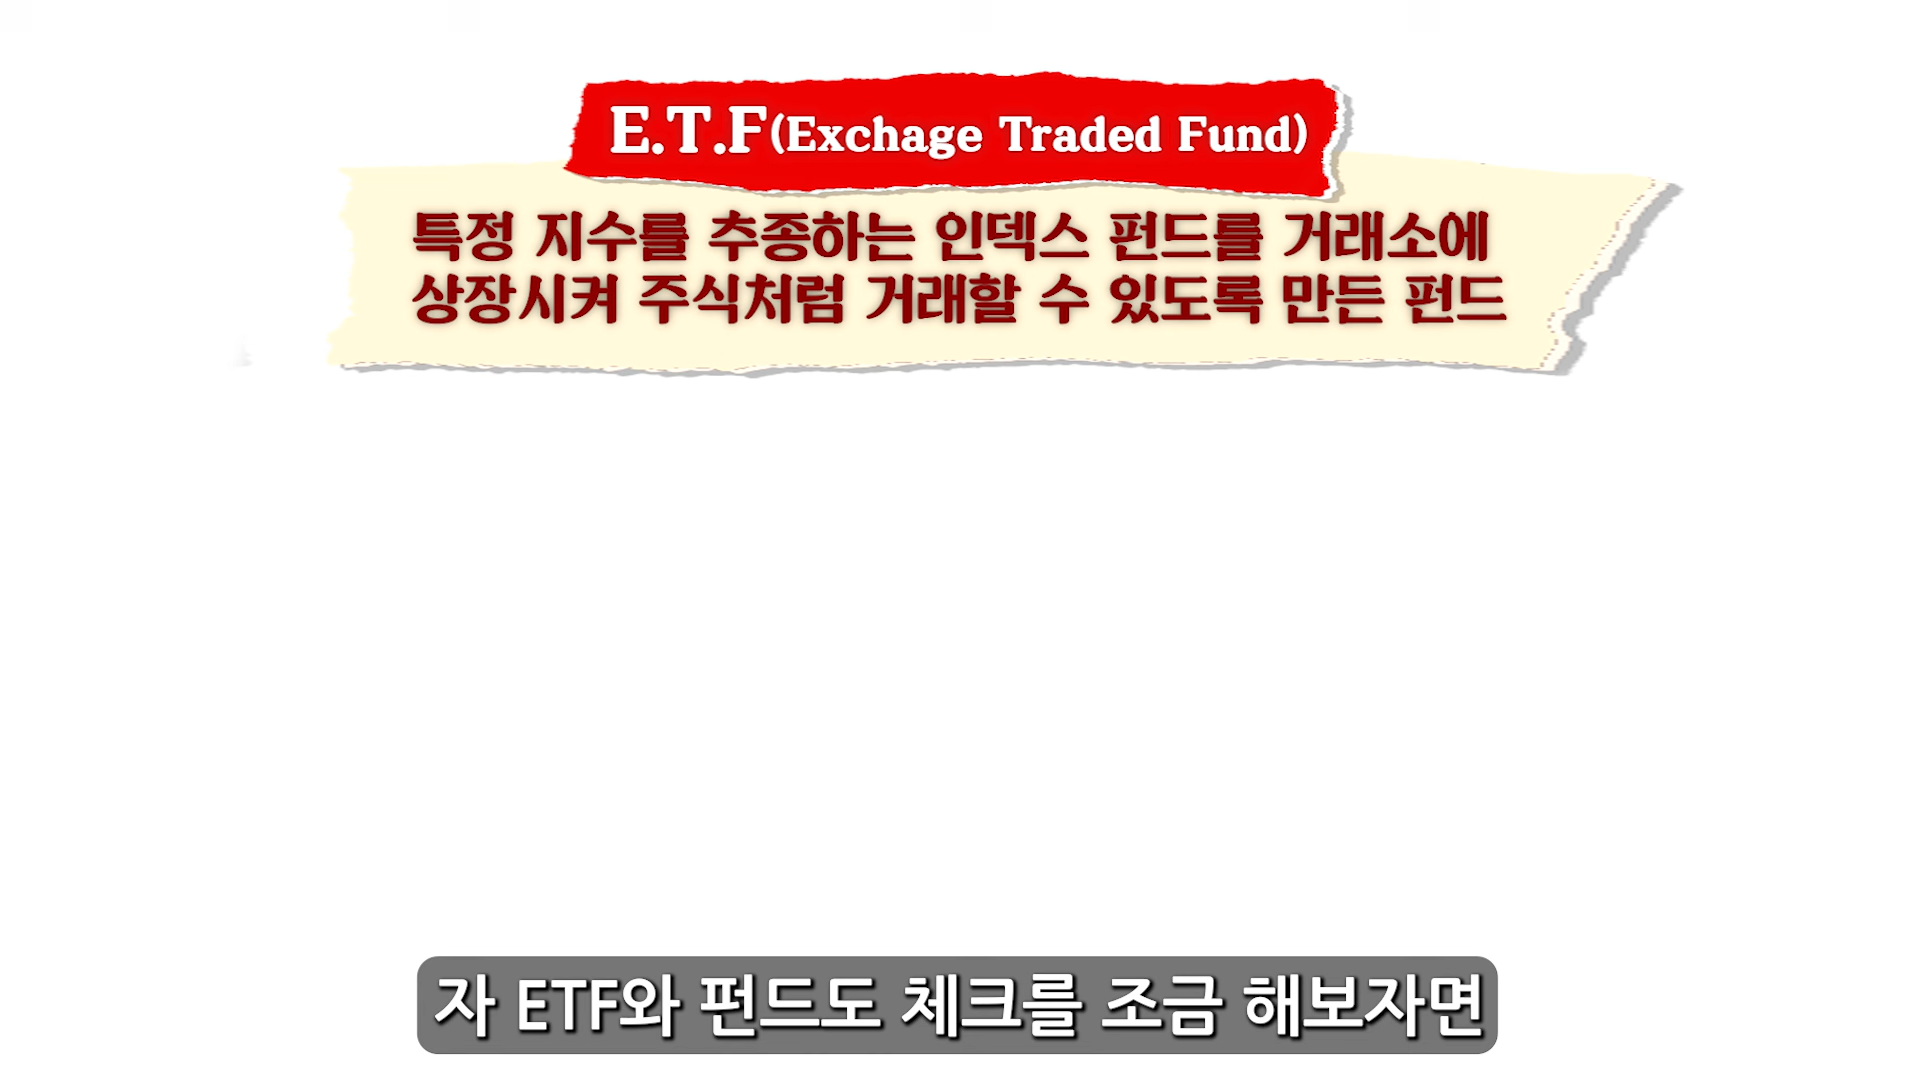 E.T.F(Exchage Traded Fund)
특정 지수를 추종하는 인덱스 펀드를 거래소에
상장시켜 주식처럼 거래할 수 있도록 만든 펀드
자 ETF와 펀드도 체크를 조금 해보자면